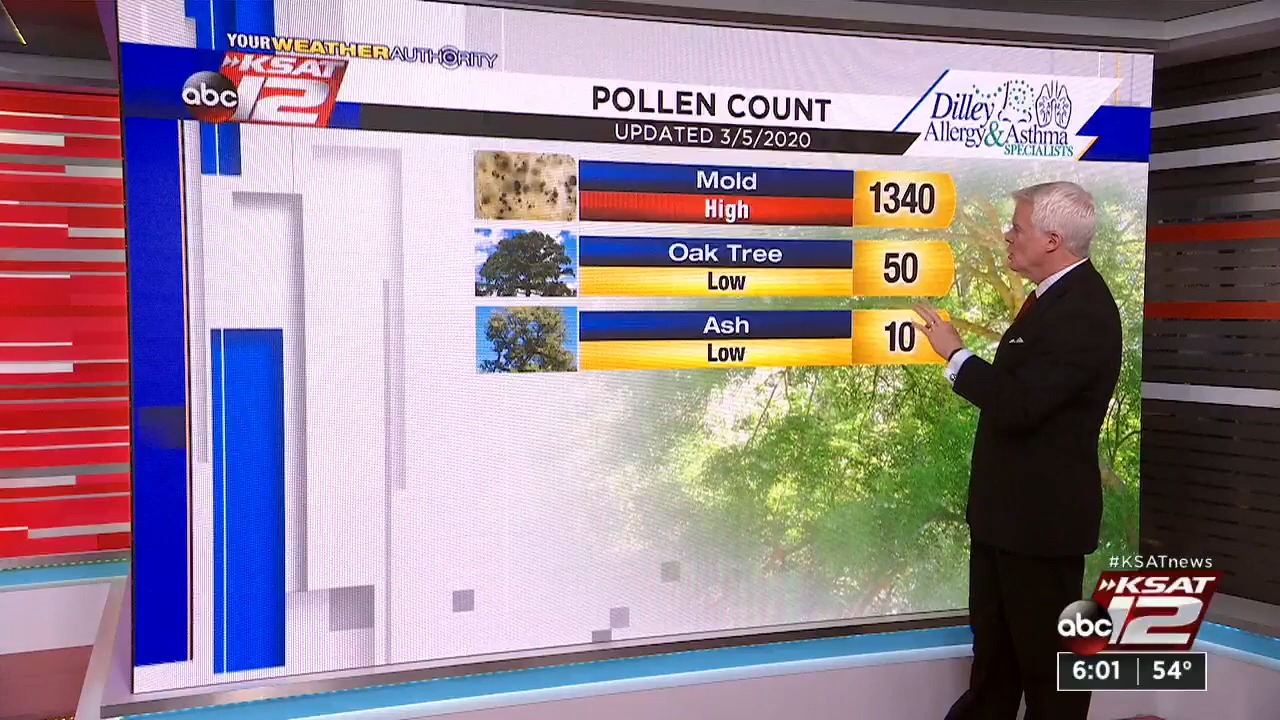 YOUR WEATHER AUTHORITY
KSAT
abc 12
POLLEN COUNT
UPDATED 3/5/2020
Dilley
Allergy & Asthma
SPECIALISTS
Mold
High
1340
Oak Tree
Low
50
Ash
Low
10
#KSATnews
KSAT
abc 12
6:01 54°